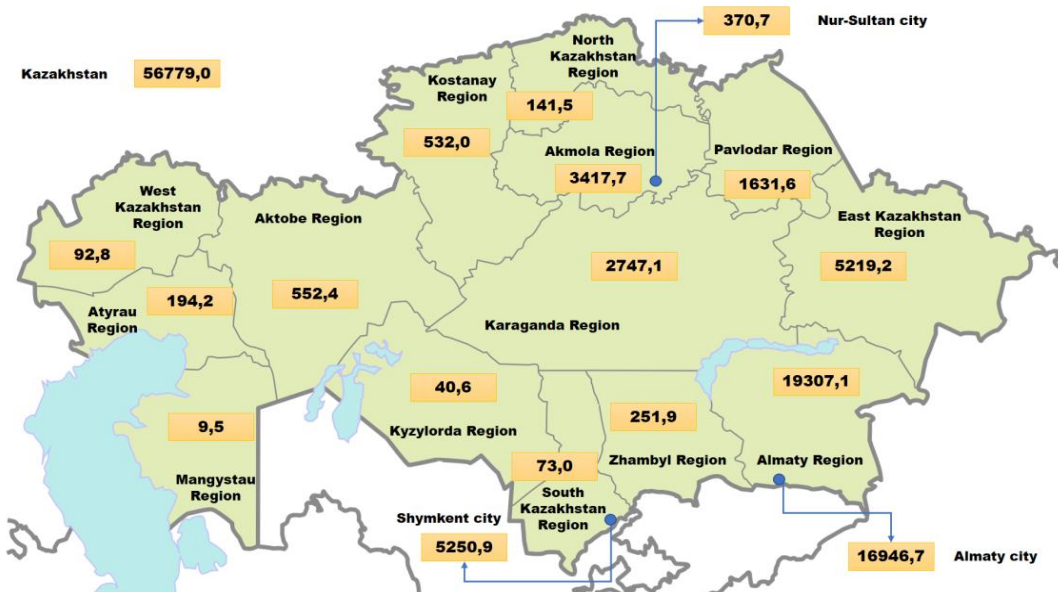 370,7
Nur-Sultan city
Kazakhstan
56779,0
North
Kazakhstan
Region
Kostanay
Region
141,5
532,0
Akmola Region
3417,7
Pavlodar Region
1631,6
West
Kazakhstan
Region
92,8
Aktobe Region
552,4
East Kazakhstan
Region
5219,2
2747,1
Karaganda Region
194,2
Atyrau
Region
40,6
Kyzylorda Region
19307,1
Almaty Region
251,9
Zhambyl Region
9,5
Mangystau
Region
73,0
South
Kazakhstan
Region
Shymkent city
5250,9
16946,7
Almaty city